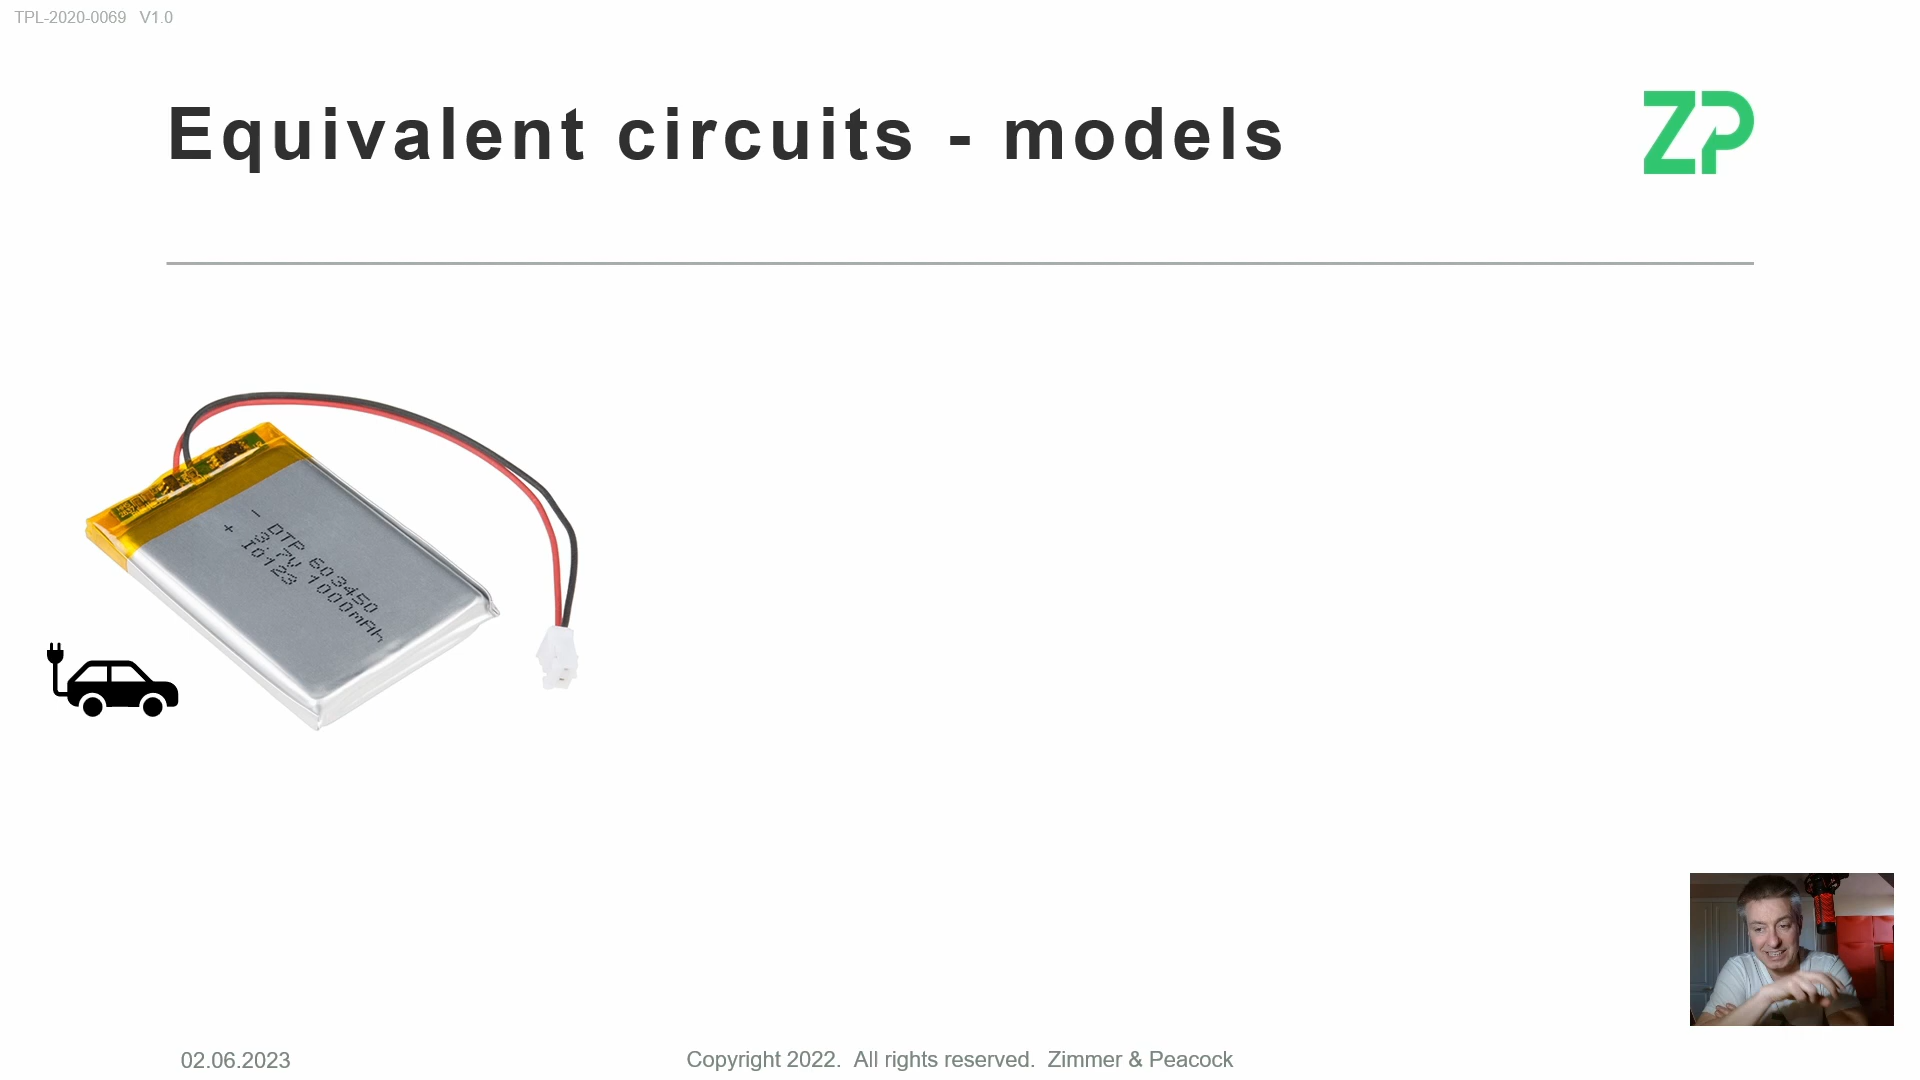 TPL-2020-0069 V1.0
Equivalent circuits - models
ZP
- DTP 603450
+ 3.7V 1000mAh
10123
02.06.2023
Copyright 2022. All rights reserved. Zimmer & Peacock